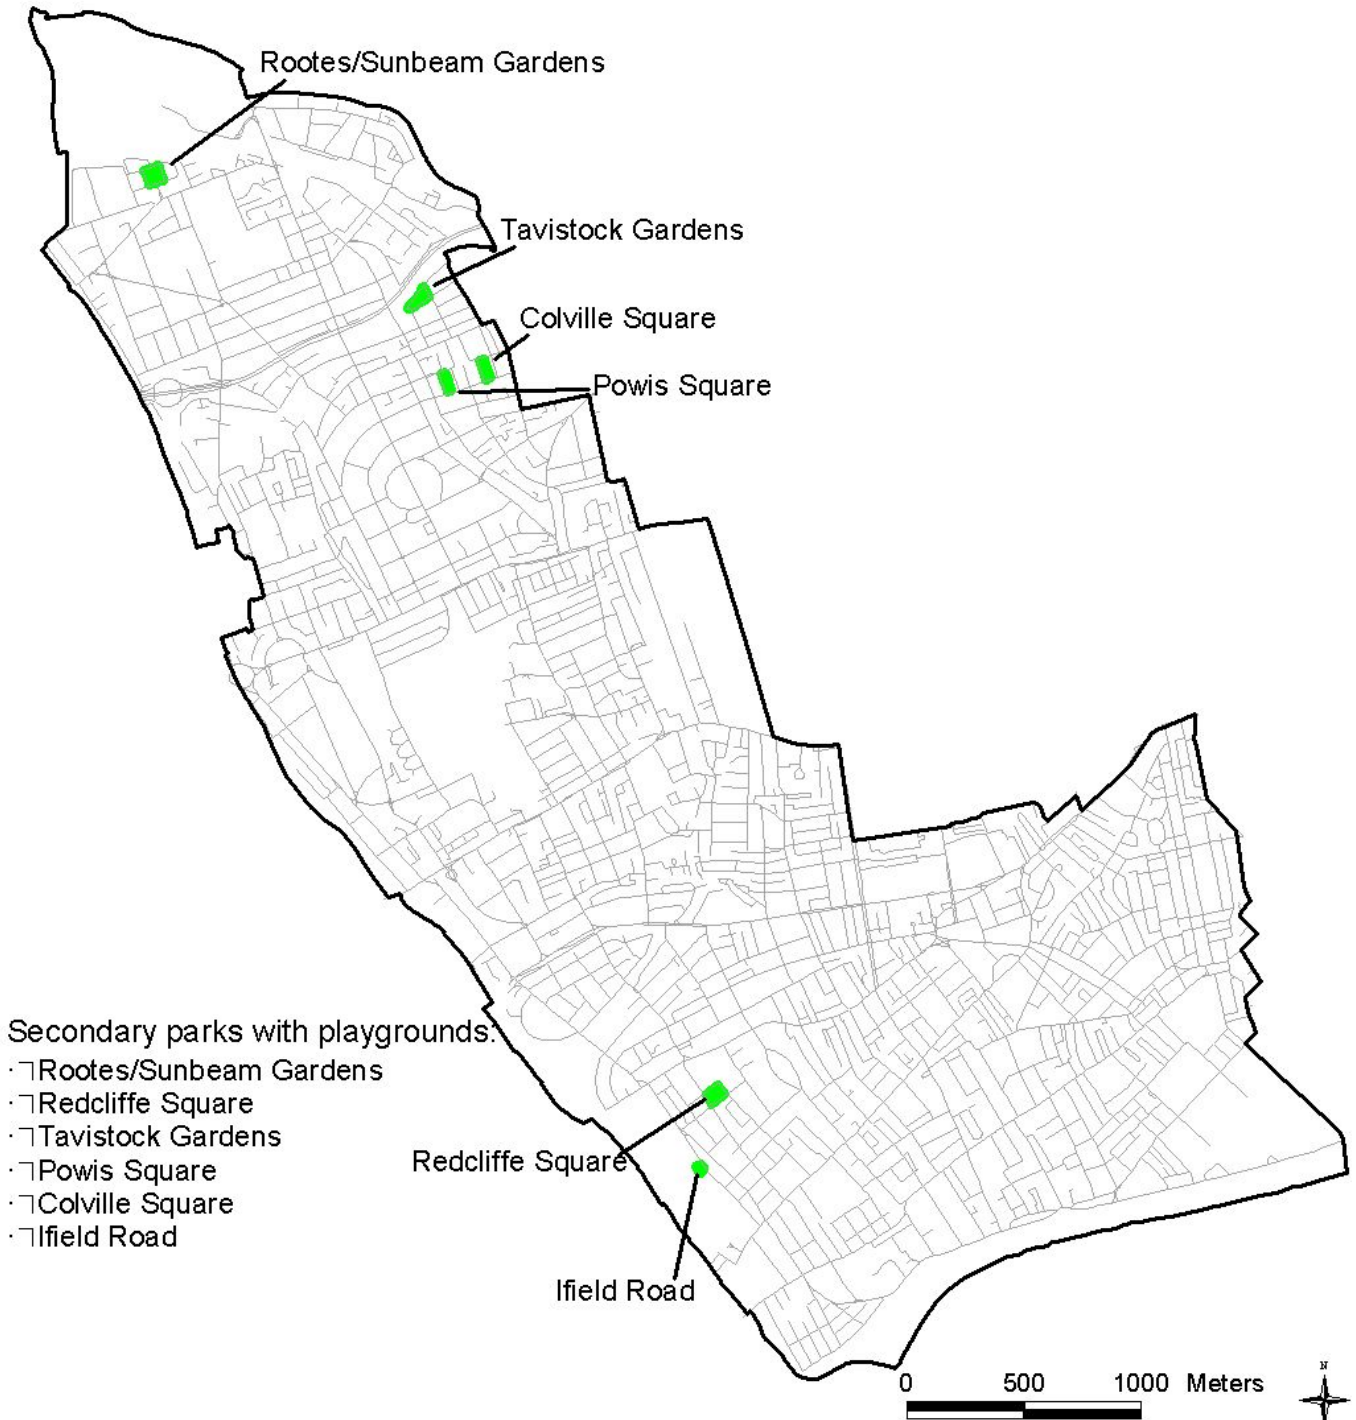 Rootes/Sunbeam Gardens
Tavistock Gardens
Colville Square
Powis Square
Secondary parks with playgrounds:
· Rootes/Sunbeam Gardens
· Redcliffe Square
· Tavistock Gardens
· Powis Square
· Colville Square
· Ifield Road
Redcliffe Square
Ifield Road
N
0 500 1000 Meters